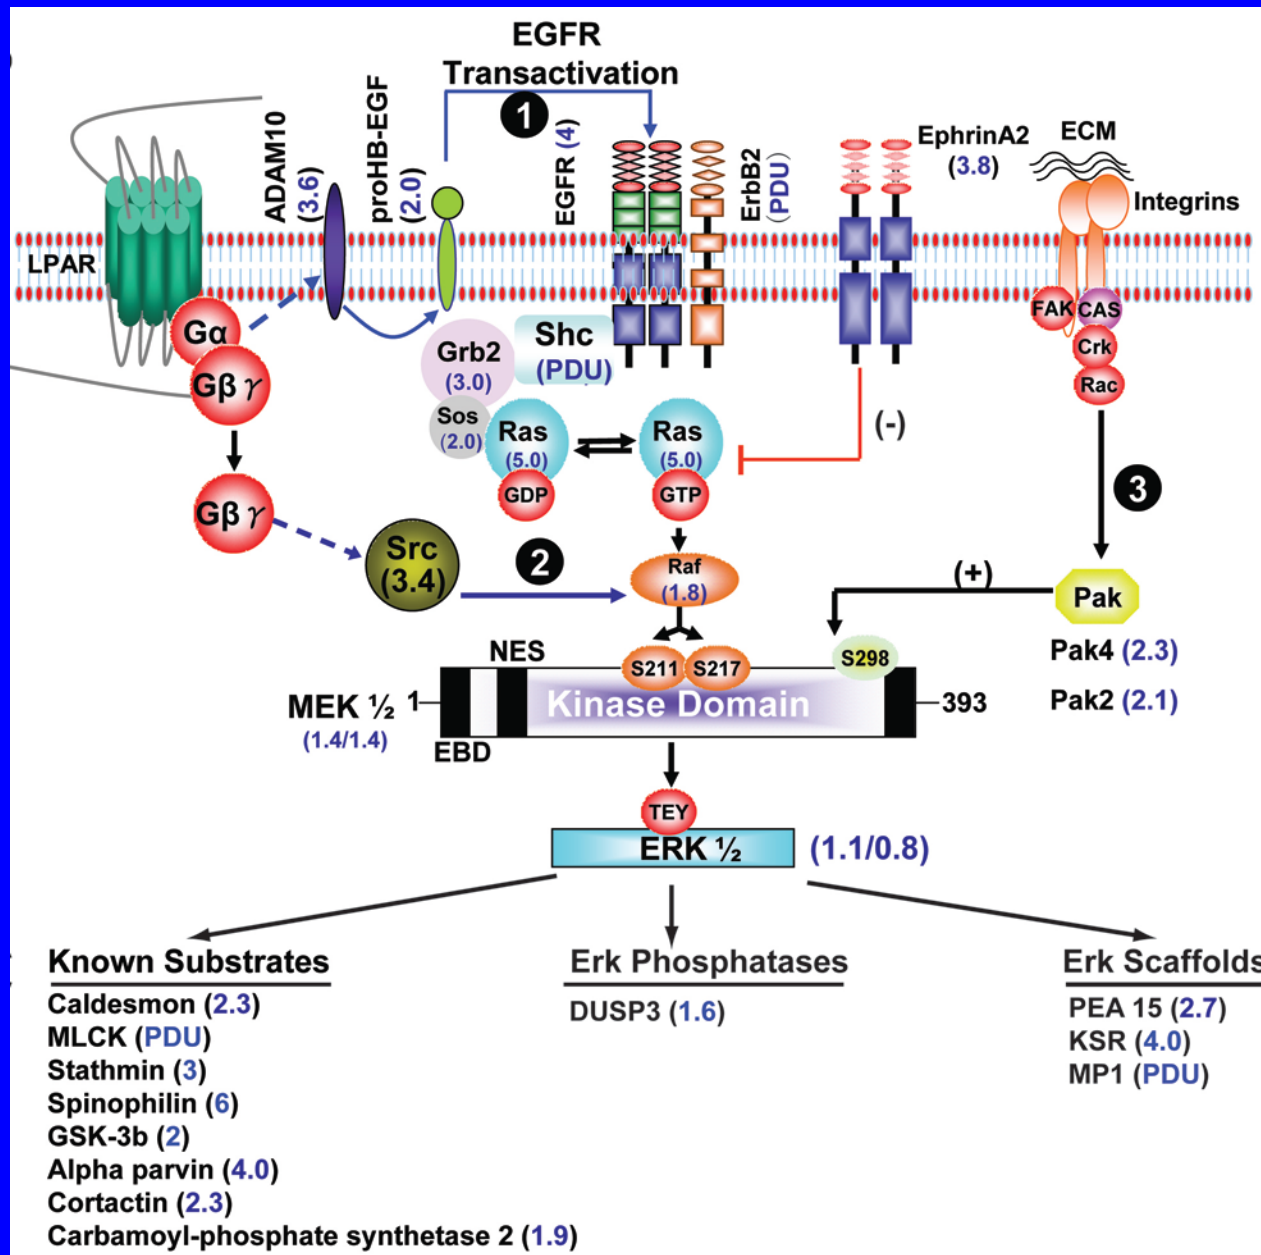 EGFR
Transactivation
1
ADAM10
(3.6)
proHB-EGF
(2.0)
EGFR (4)
ErbB2
(PDU)
EphrinA2
(3.8)
ECM
Integrins
LPAR
Gα
Gβ γ
FAK
CAS
Crk
Rac
Grb2
(3.0)
Shc
(PDU)
Sos
(2.0)
Ras
(5.0)
GDP
Ras
(5.0)
GTP
(-)
3
Gβ γ
Src
(3.4)
2
Raf
(1.8)
(+)
Pak
Pak4 (2.3)
Pak2 (2.1)
NES
S211
S217
S298
MEK ½
(1.4/1.4)
1
Kinase Domain
393
EBD
TEY
ERK ½
(1.1/0.8)
Known Substrates
Caldesmon (2.3)
MLCK (PDU)
Stathmin (3)
Spinophilin (6)
GSK-3b (2)
Alpha parvin (4.0)
Cortactin (2.3)
Carbamoyl-phosphate synthetase 2 (1.9)
Erk Phosphatases
DUSP3 (1.6)
Erk Scaffolds
PEA 15 (2.7)
KSR (4.0)
MP1 (PDU)